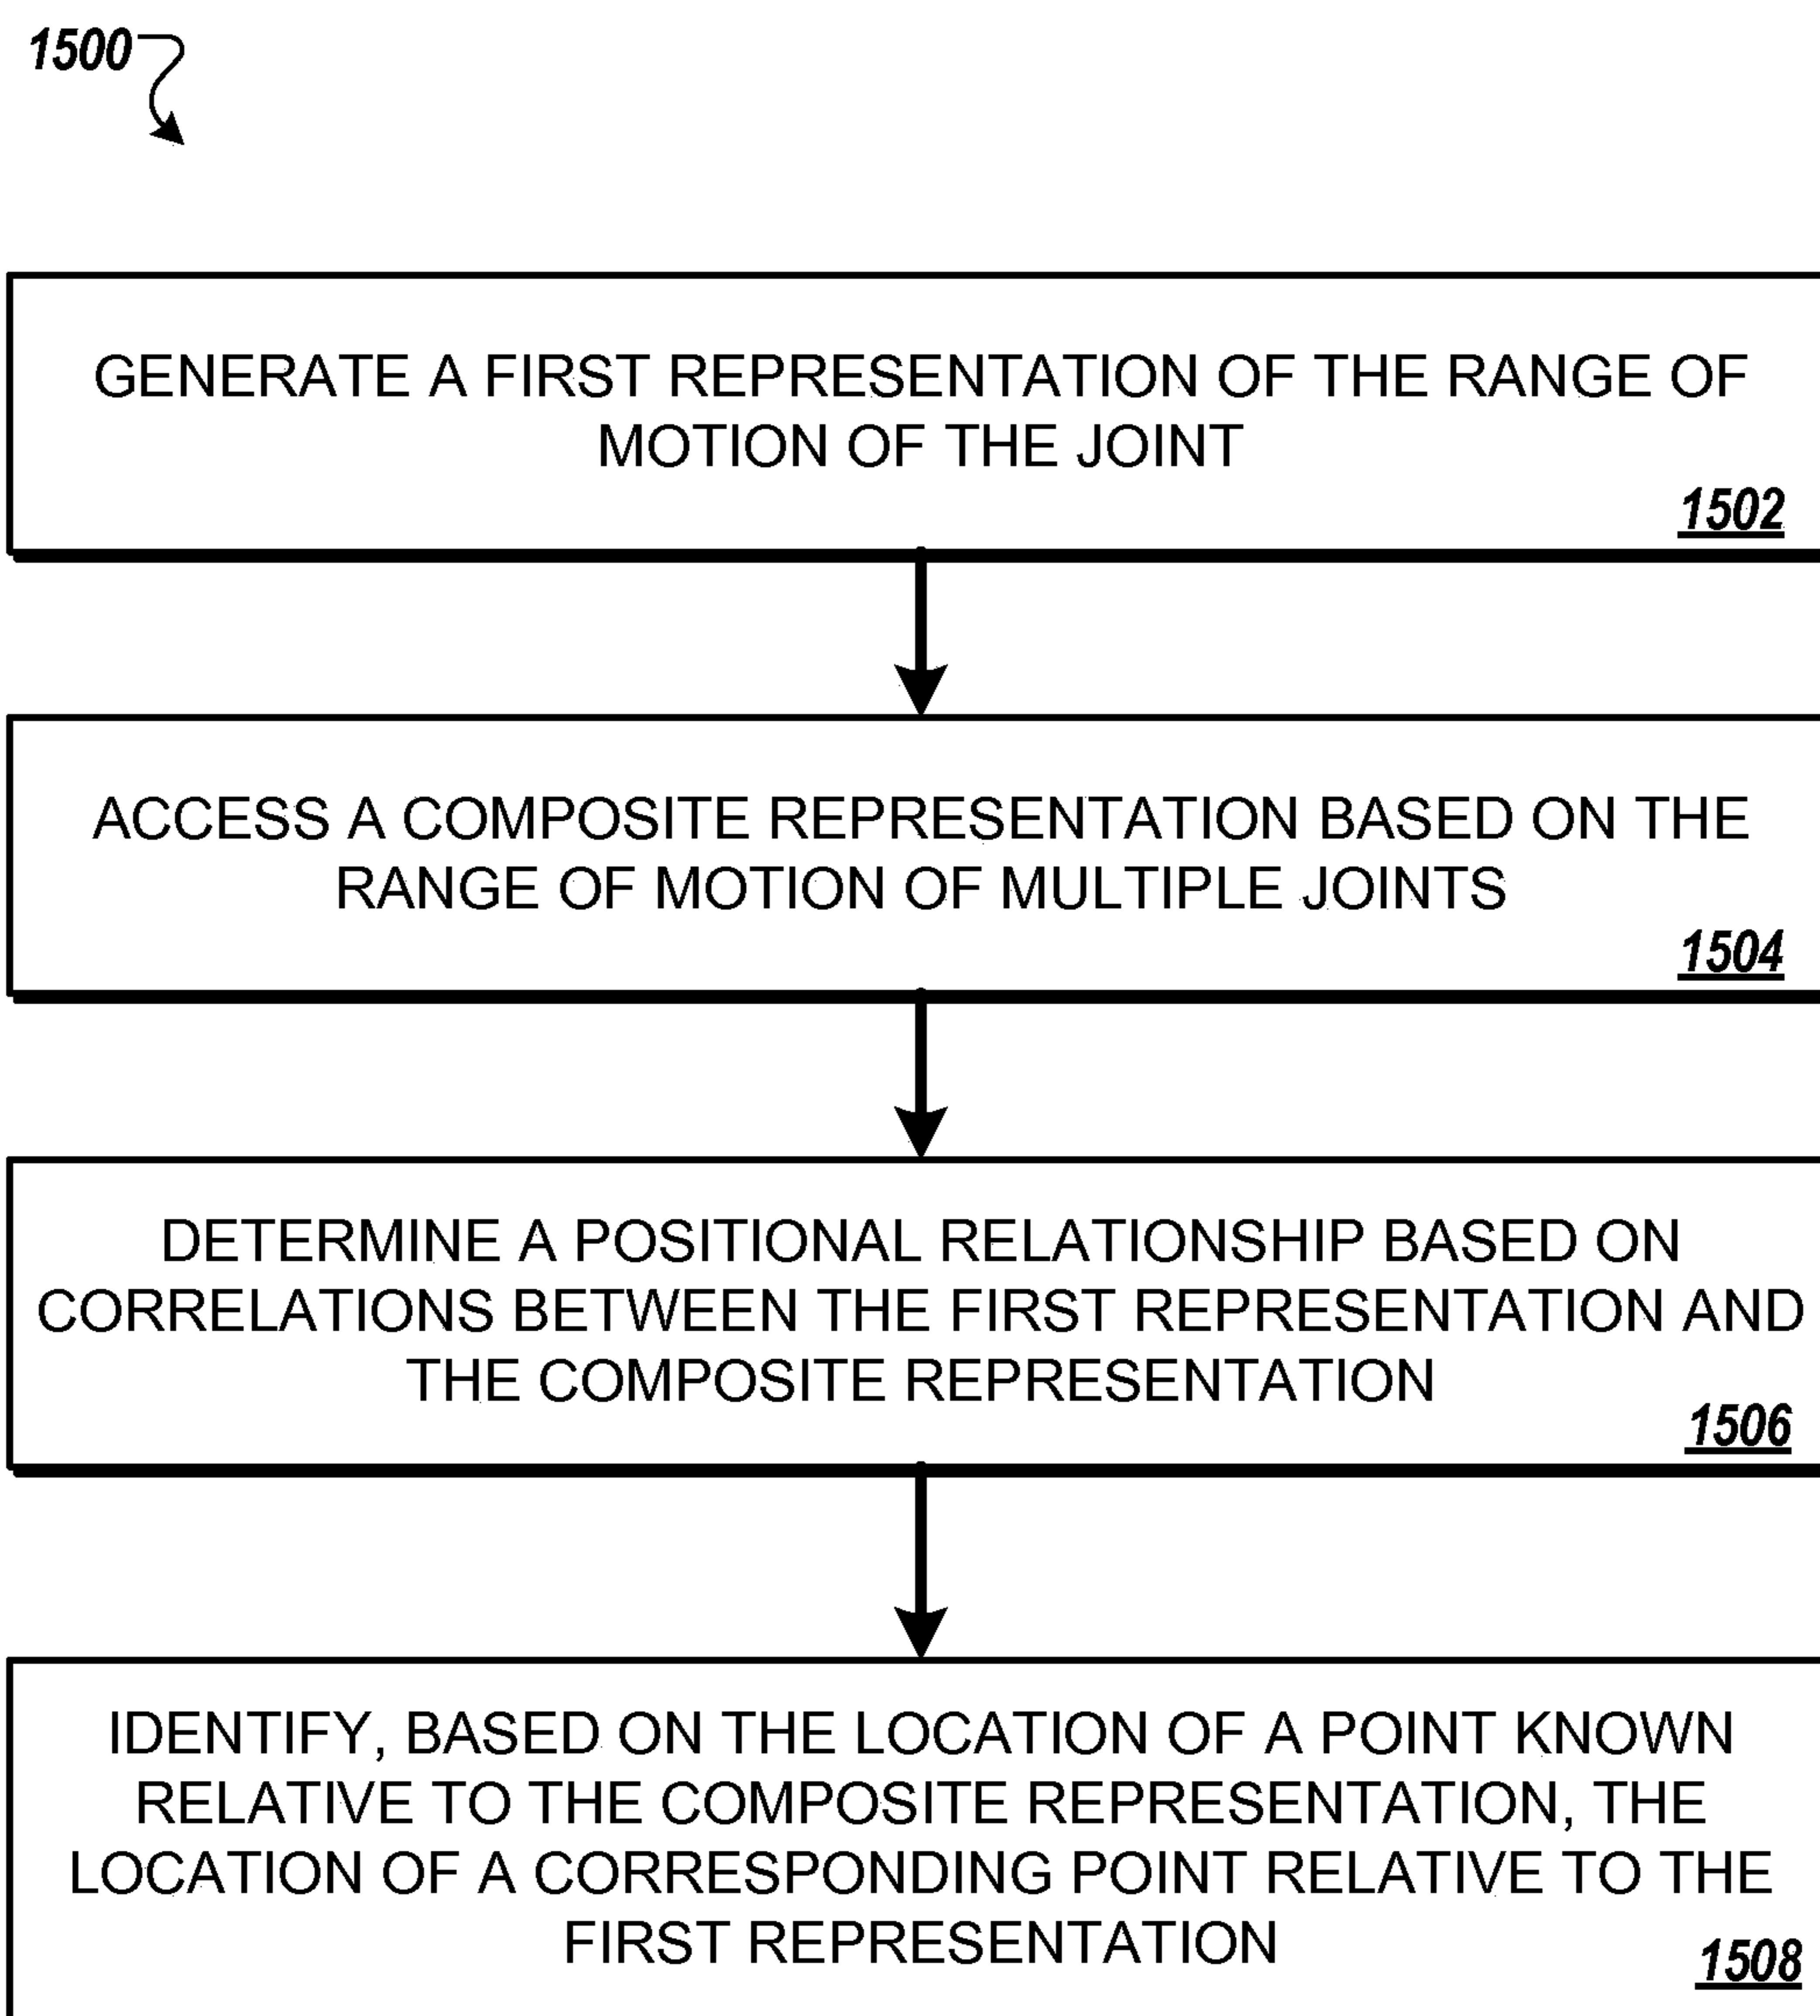 1500
GENERATE A FIRST REPRESENTATION OF THE RANGE OF
MOTION OF THE JOINT
1502
ACCESS A COMPOSITE REPRESENTATION BASED ON THE
RANGE OF MOTION OF MULTIPLE JOINTS
1504
DETERMINE A POSITIONAL RELATIONSHIP BASED ON
CORRELATIONS BETWEEN THE FIRST REPRESENTATION AND
THE COMPOSITE REPRESENTATION
1506
IDENTIFY, BASED ON THE LOCATION OF A POINT KNOWN
RELATIVE TO THE COMPOSITE REPRESENTATION, THE
LOCATION OF A CORRESPONDING POINT RELATIVE TO THE
FIRST REPRESENTATION
1508